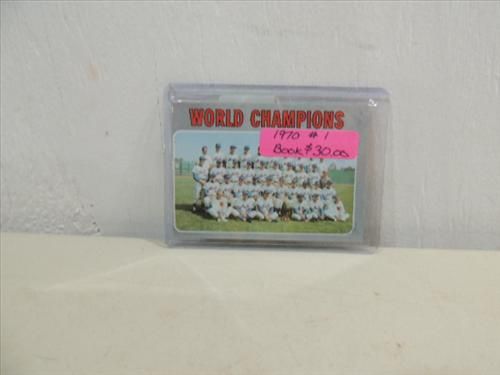 WORLD CHAMPIONS
1970 #1
Book $30.00